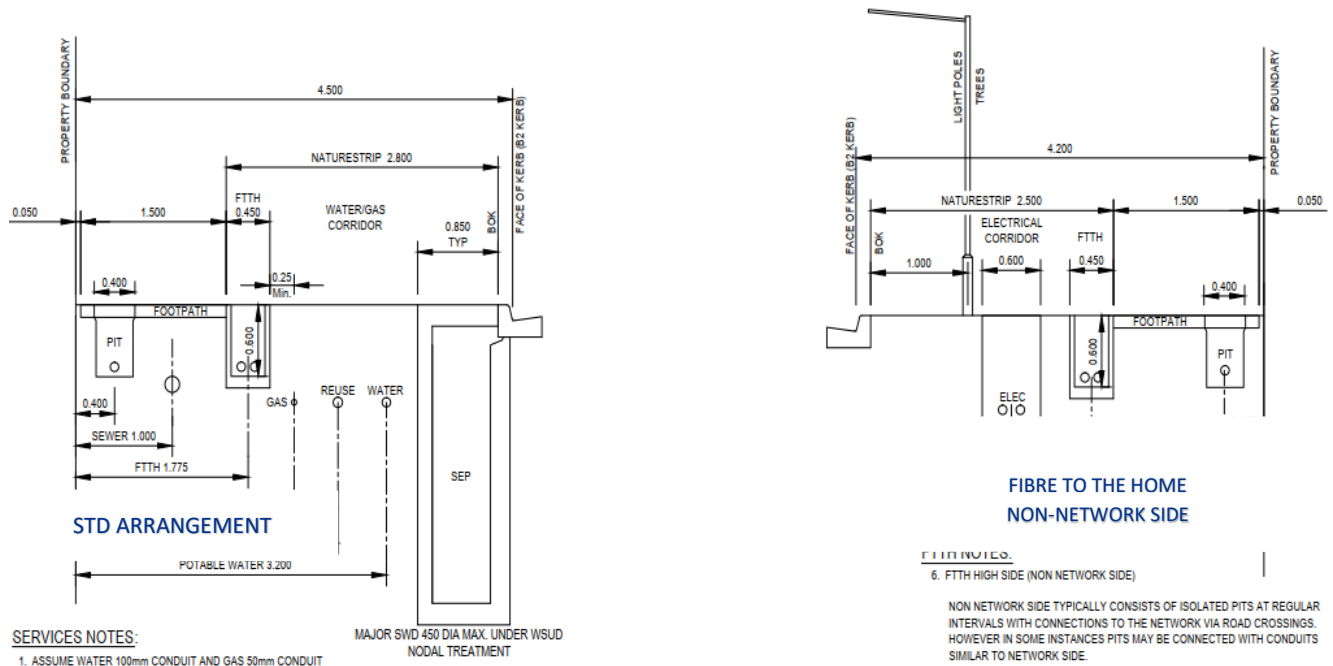 PROPERTY BOUNDARY
4.500
FACE OF KERB (B2 KERB)
NATURESTRIP 2.800
BOK
0.050
1.500
FTTH
0.450
WATER/GAS
CORRIDOR
0.850
TYP
0.400
0.25
Min.
FOOTPATH
PIT
0.600
GAS
REUSE
WATER
0.400
SEWER 1.000
FTTH 1.775
SEP
STD ARRANGEMENT
POTABLE WATER 3.200
MAJOR SWD 450 DIA MAX. UNDER WSUD
NODAL TREATMENT
SERVICES NOTES:
1. ASSUME WATER 100mm CONDUIT AND GAS 50mm CONDUIT
LIGHT POLES
TREES
PROPERTY BOUNDARY
4.200
FACE OF KERB (B2 KERB)
BOK
NATURESTRIP 2.500
1.500
0.050
ELECTRICAL
CORRIDOR
FTTH
1.000
0.600
0.450
0.400
FOOTPATH
0.600
PIT
ELEC
FIBRE TO THE HOME
NON-NETWORK SIDE
FTTH NOTES:
6. FTTH HIGH SIDE (NON NETWORK SIDE)
NON NETWORK SIDE TYPICALLY CONSISTS OF ISOLATED PITS AT REGULAR
INTERVALS WITH CONNECTIONS TO THE NETWORK VIA ROAD CROSSINGS.
HOWEVER IN SOME INSTANCES PITS MAY BE CONNECTED WITH CONDUITS
SIMILAR TO NETWORK SIDE.